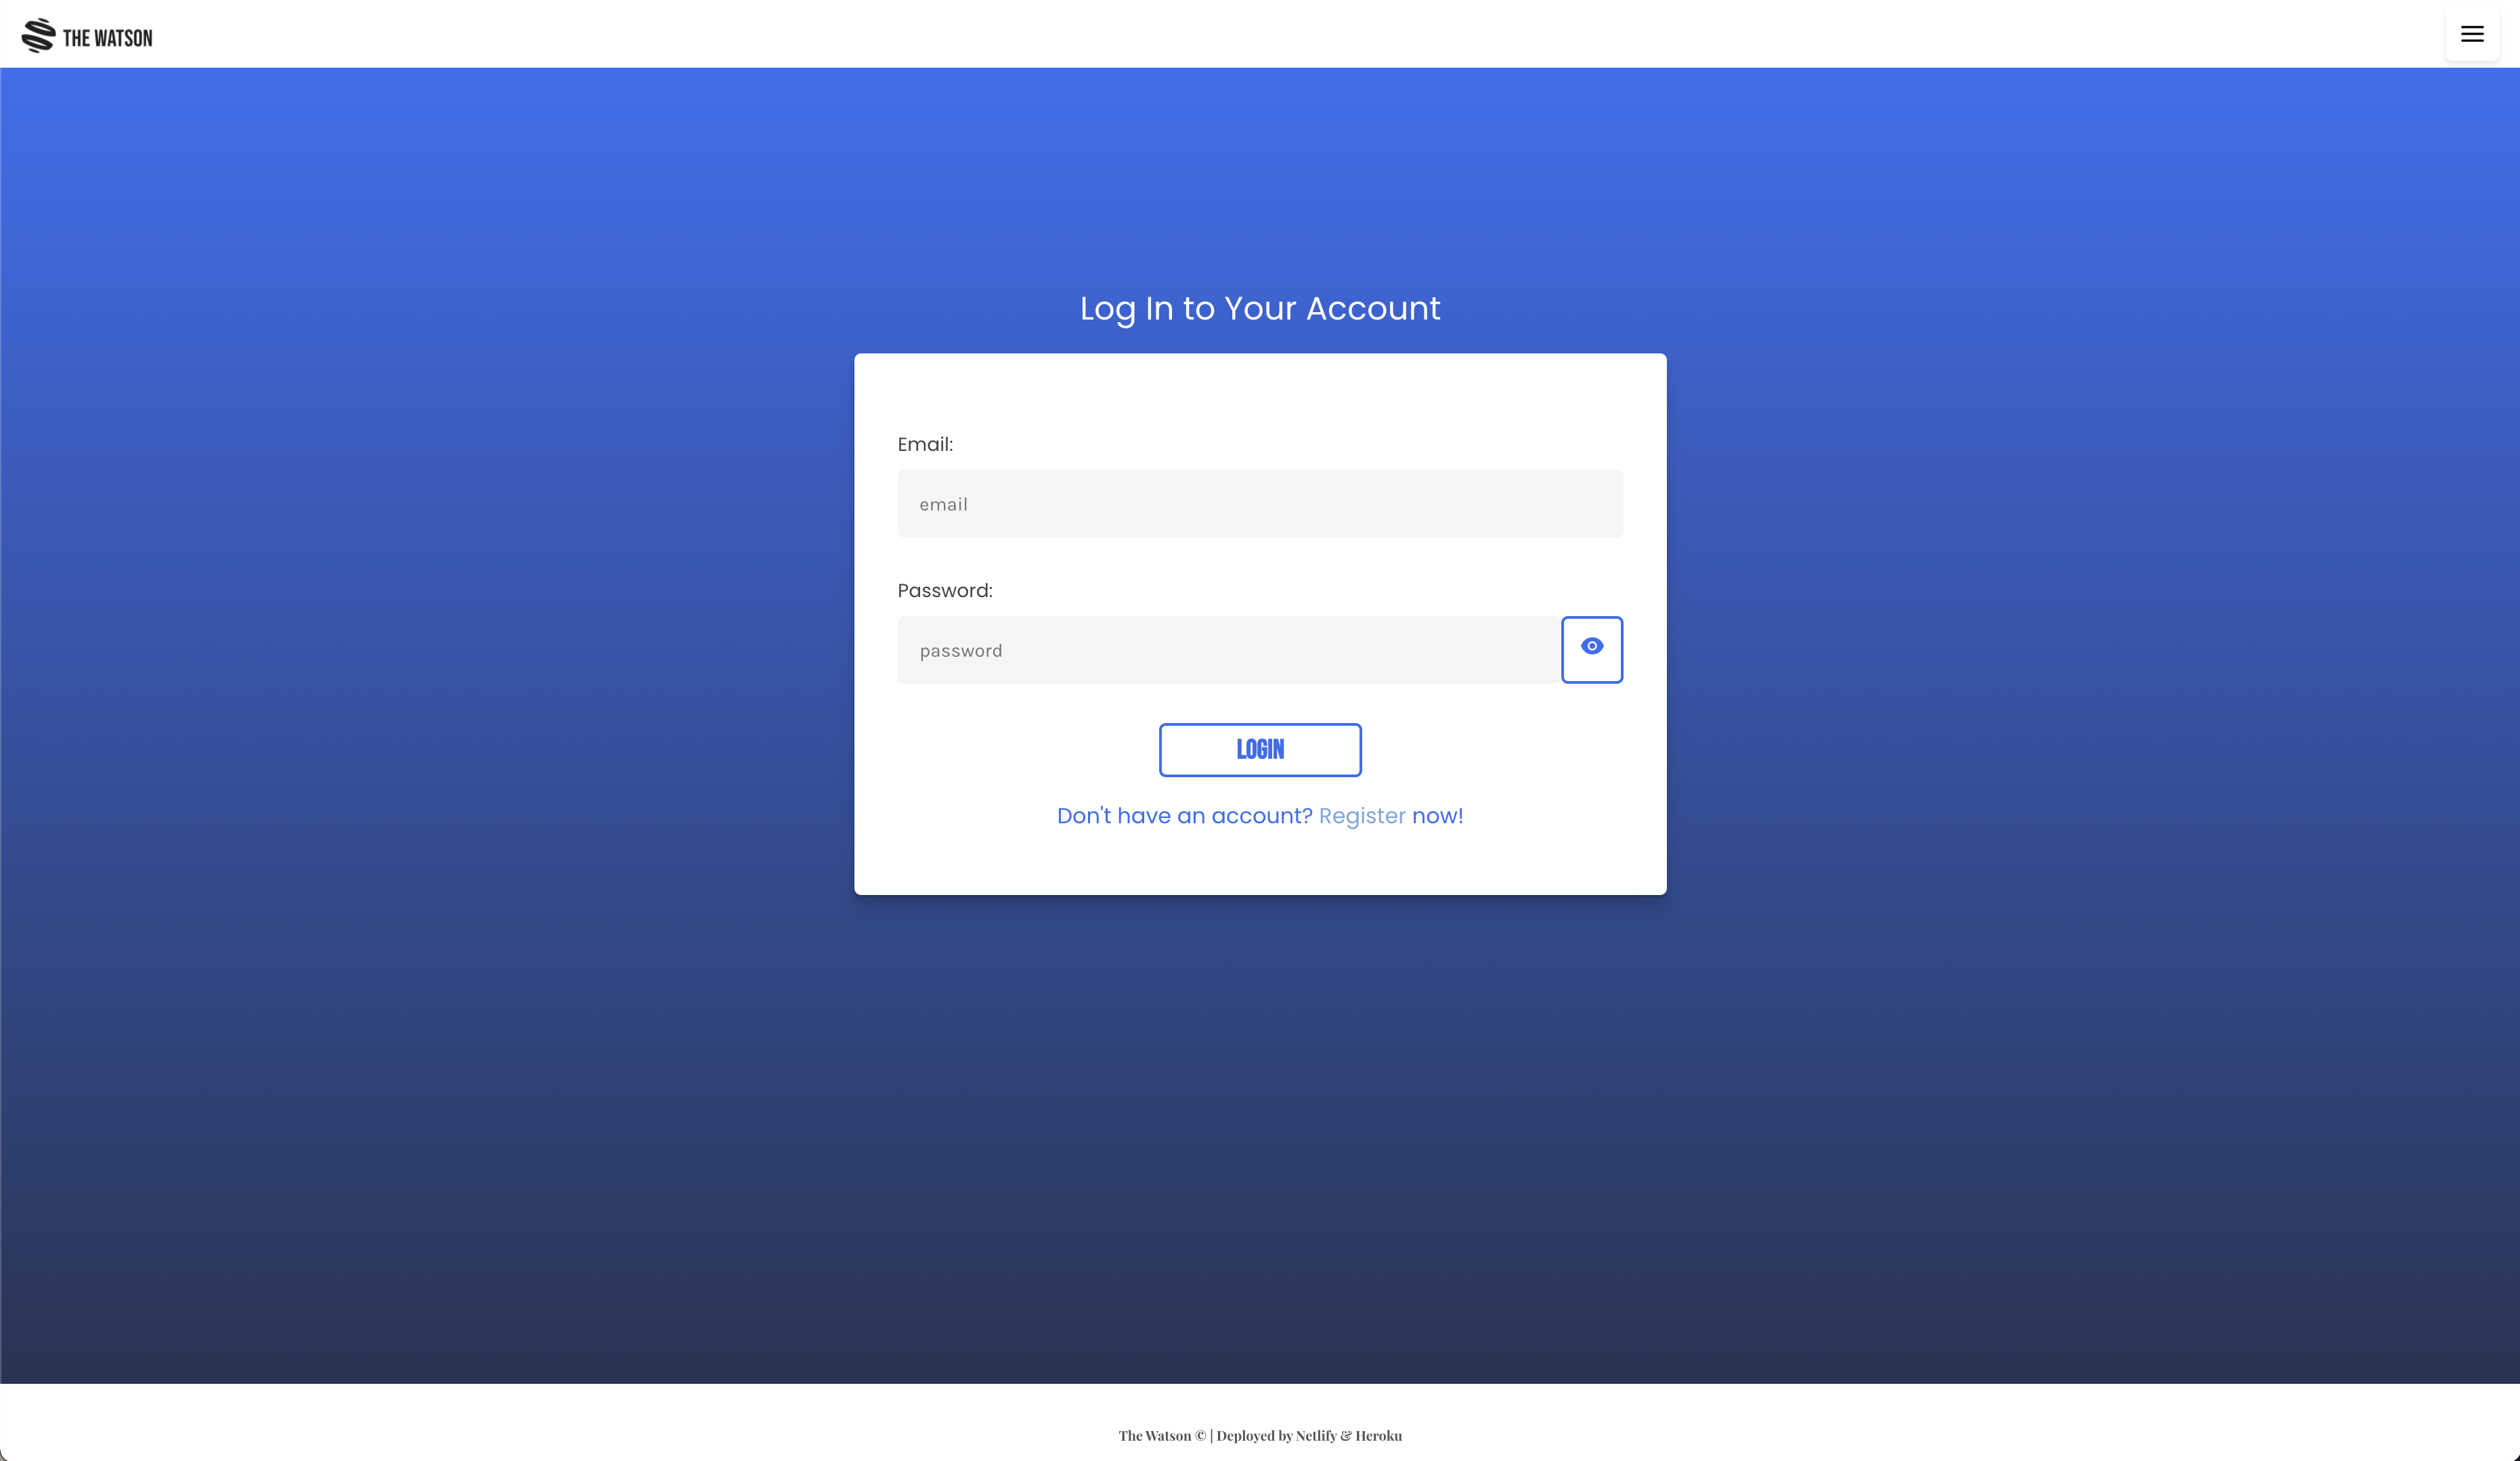 THE WATSON
Log In to Your Account
Email:
email
Password:
password
LOGIN
Don't have an account? Register now!
The Watson © | Deployed by Netlify & Heroku